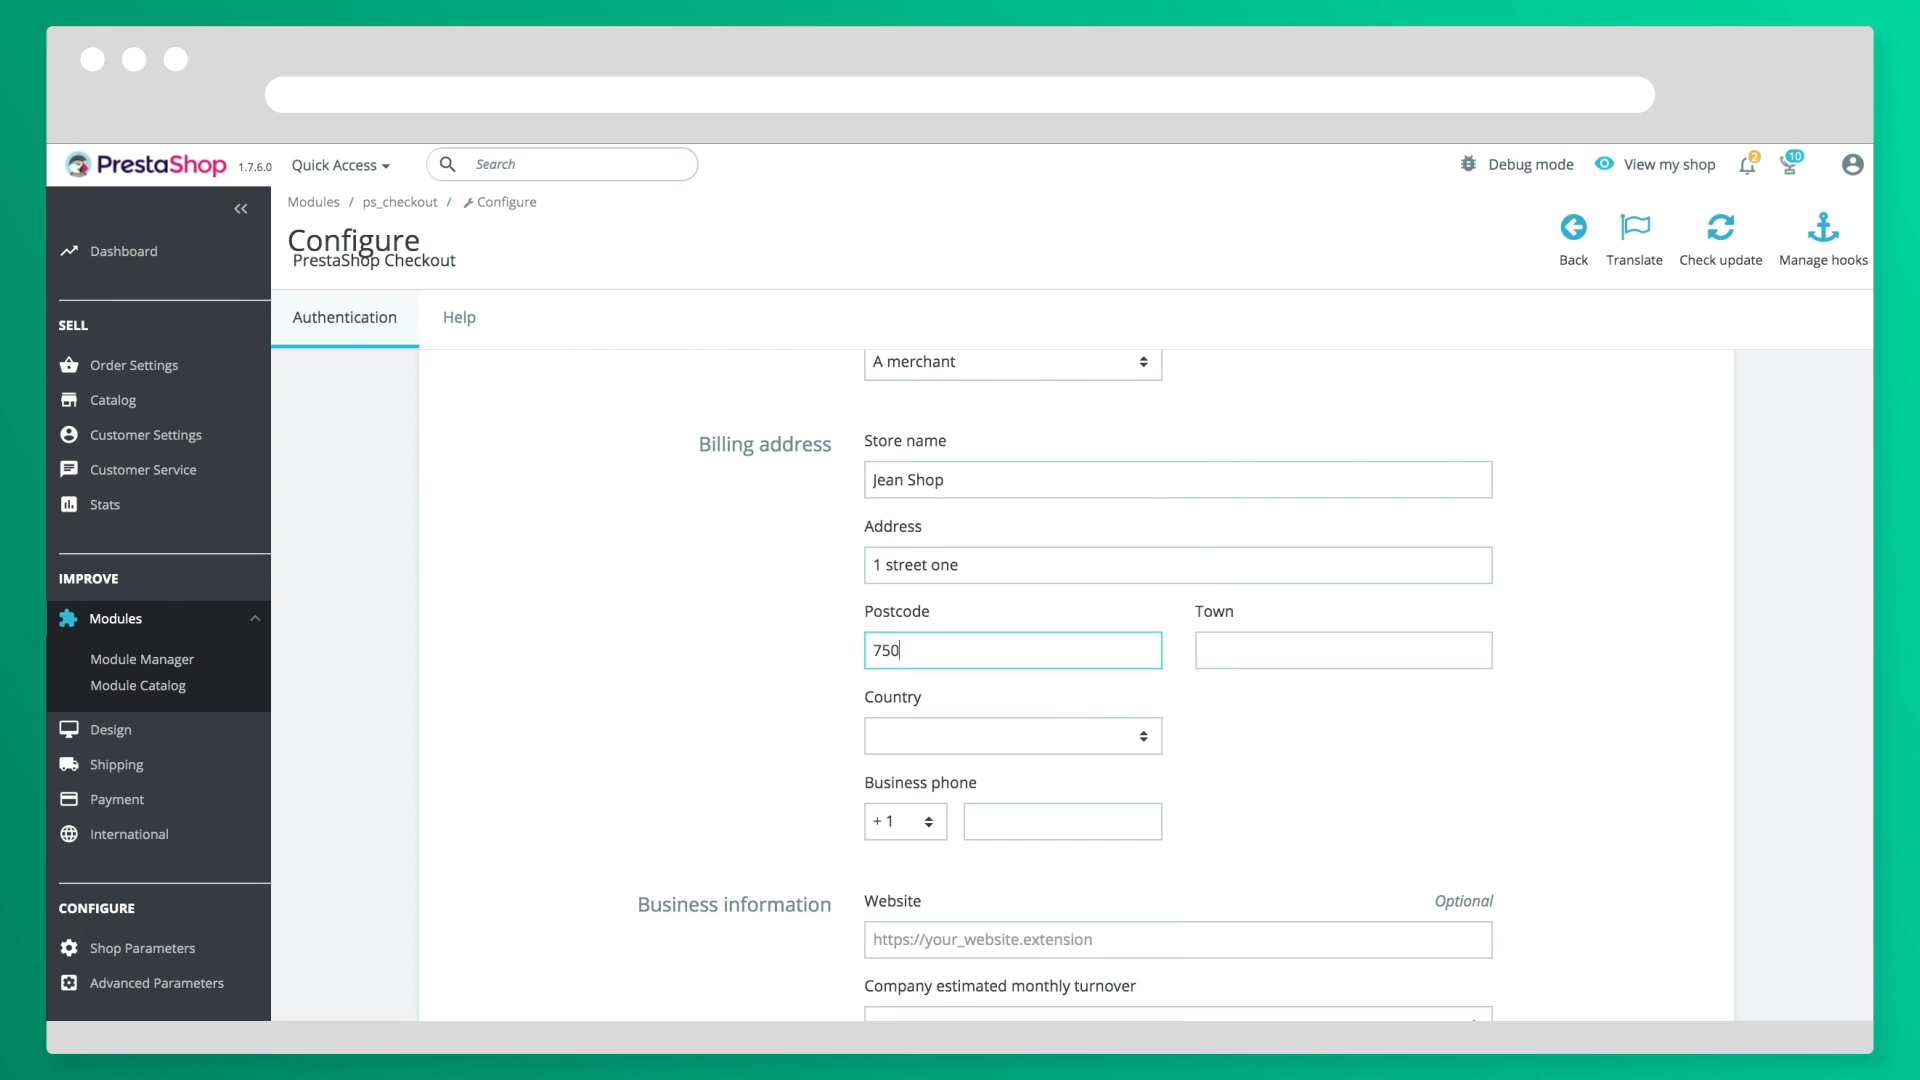 PrestaShop 1.7.6.0 Quick Access Search Debug mode View my shop 2 10
Modules / ps_checkout / Configure
Configure
PrestaShop Checkout
Back Translate Check update Manage hooks
Authentication Help
Dashboard
SELL
Order Settings
Catalog
Customer Settings
Customer Service
Stats
IMPROVE
Modules
Module Manager
Module Catalog
Design
Shipping
Payment
International
CONFIGURE
Shop Parameters
Advanced Parameters
A merchant
Billing address
Store name
Jean Shop
Address
1 street one
Postcode Town
750
Country
Business phone
+ 1
Business information
Website Optional
https://your_website.extension
Company estimated monthly turnover